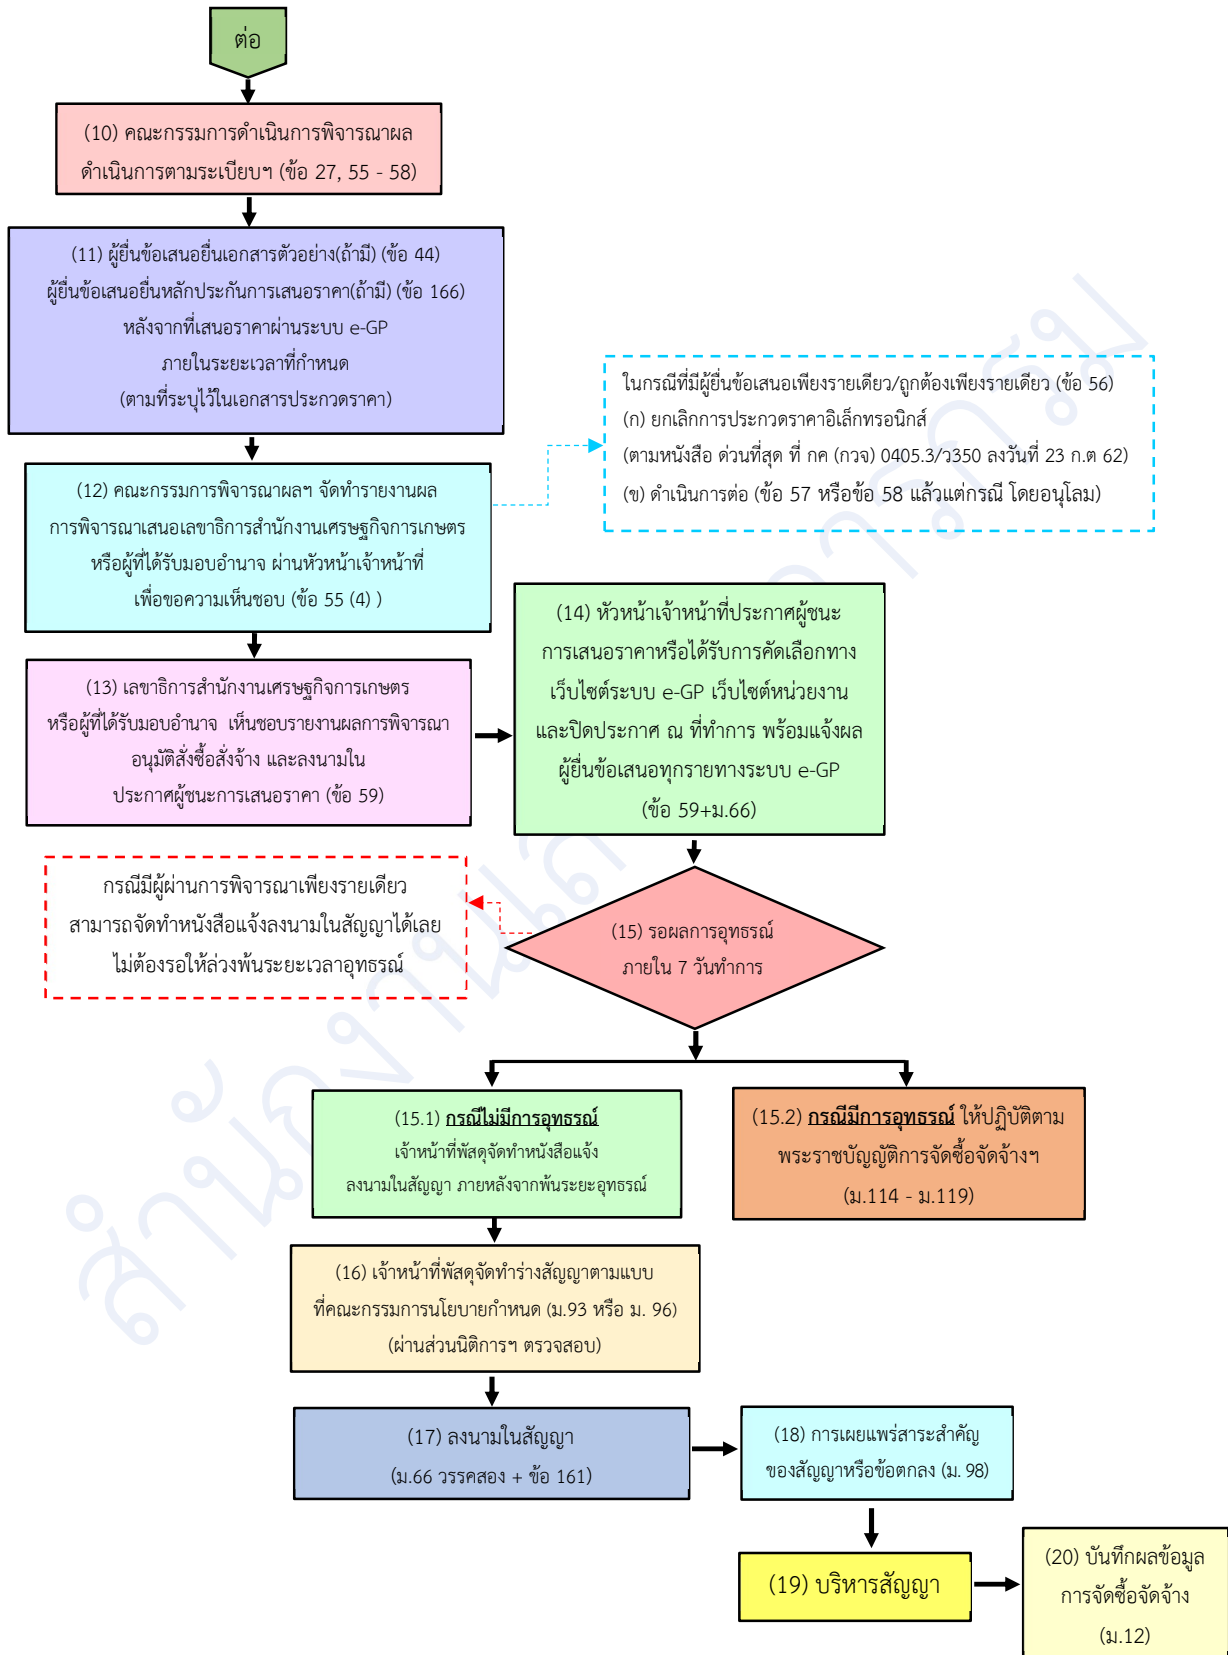 ต่อ
(10) คณะกรรมการดำเนินการพิจารณาผล
ดำเนินการตามระเบียบฯ (ข้อ 27, 55 - 58)
(11) ผู้ยื่นข้อเสนอยื่นเอกสารตัวอย่าง(ถ้ามี) (ข้อ 44)
ผู้ยื่นข้อเสนอยื่นหลักประกันการเสนอราคา(ถ้ามี) (ข้อ 166)
หลังจากที่เสนอราคาผ่านระบบ e-GP
ภายในระยะเวลาที่กำหนด
(ตามที่ระบุไว้ในเอกสารประกวดราคา)
ในกรณีที่มีผู้ยื่นข้อเสนอเพียงรายเดียว/ถูกต้องเพียงรายเดียว (ข้อ 56)
(ก) ยกเลิกการประกวดราคาอิเล็กทรอนิกส์
(ตามหนังสือ ด่วนที่สุด ที่ กค (กวจ) 0405.3/ว350 ลงวันที่ 23 ก.ต 62)
(ข) ดำเนินการต่อ (ข้อ 57 หรือข้อ 58 แล้วแต่กรณี โดยอนุโลม)
(12) คณะกรรมการพิจารณาผลฯ จัดทำรายงานผล
การพิจารณาเสนอเลขาธิการสำนักงานเศรษฐกิจการเกษตร
หรือผู้ที่ได้รับมอบอำนาจ ผ่านหัวหน้าเจ้าหน้าที่
เพื่อขอความเห็นชอบ (ข้อ 55 (4) )
(13) เลขาธิการสำนักงานเศรษฐกิจการเกษตร
หรือผู้ที่ได้รับมอบอำนาจ เห็นชอบรายงานผลการพิจารณา
อนุมัติสั่งซื้อสั่งจ้าง และลงนามใน
ประกาศผู้ชนะการเสนอราคา (ข้อ 59)
(14) หัวหน้าเจ้าหน้าที่ประกาศผู้ชนะ
การเสนอราคาหรือได้รับการคัดเลือกทาง
เว็บไซต์ระบบ e-GP เว็บไซต์หน่วยงาน
และปิดประกาศ ณ ที่ทำการ พร้อมแจ้งผล
ผู้ยื่นข้อเสนอทุกรายทางระบบ e-GP
(ข้อ 59+ม.66)
กรณีมีผู้ผ่านการพิจารณาเพียงรายเดียว
สามารถจัดทำหนังสือแจ้งลงนามในสัญญาได้เลย
ไม่ต้องรอให้ล่วงพ้นระยะเวลาอุทธรณ์
(15) รอผลการอุทธรณ์
ภายใน 7 วันทำการ
(15.1) กรณีไม่มีการอุทธรณ์
เจ้าหน้าที่พัสดุจัดทำหนังสือแจ้ง
ลงนามในสัญญา ภายหลังจากพ้นระยะอุทธรณ์
(15.2) กรณีมีการอุทธรณ์ ให้ปฏิบัติตาม
พระราชบัญญัติการจัดซื้อจัดจ้างฯ
(ม.114 - ม.119)
(16) เจ้าหน้าที่พัสดุจัดทำร่างสัญญาตามแบบ
ที่คณะกรรมการนโยบายกำหนด (ม.93 หรือ ม. 96)
(ผ่านส่วนนิติการฯ ตรวจสอบ)
(17) ลงนามในสัญญา
(ม.66 วรรคสอง + ข้อ 161)
(18) การเผยแพร่สาระสำคัญ
ของสัญญาหรือข้อตกลง (ม. 98)
(19) บริหารสัญญา
(20) บันทึกผลข้อมูล
การจัดซื้อจัดจ้าง
(ม.12)